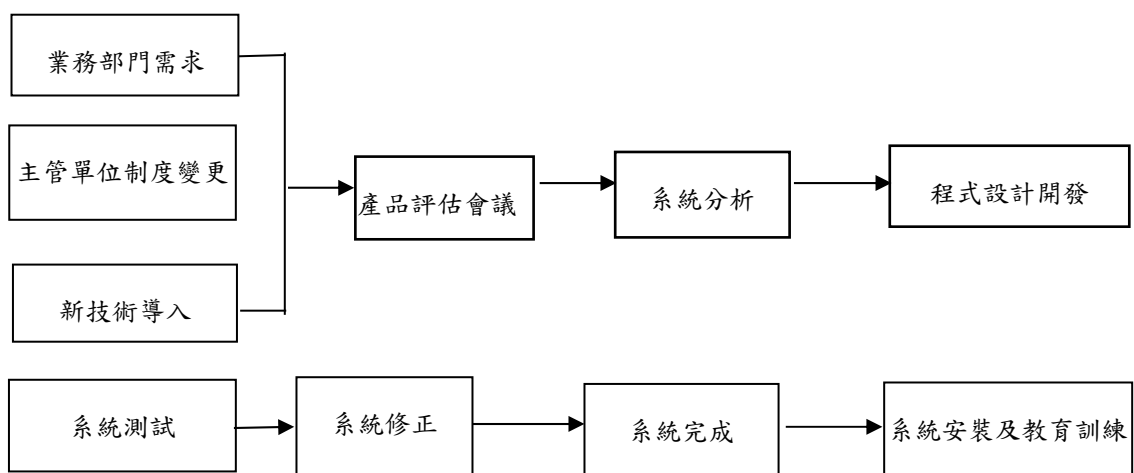 業務部門需求
主管單位制度變更
新技術導入
產品評估會議
系統分析
程式設計開發
系統測試
系統修正
系統完成
系統安裝及教育訓練